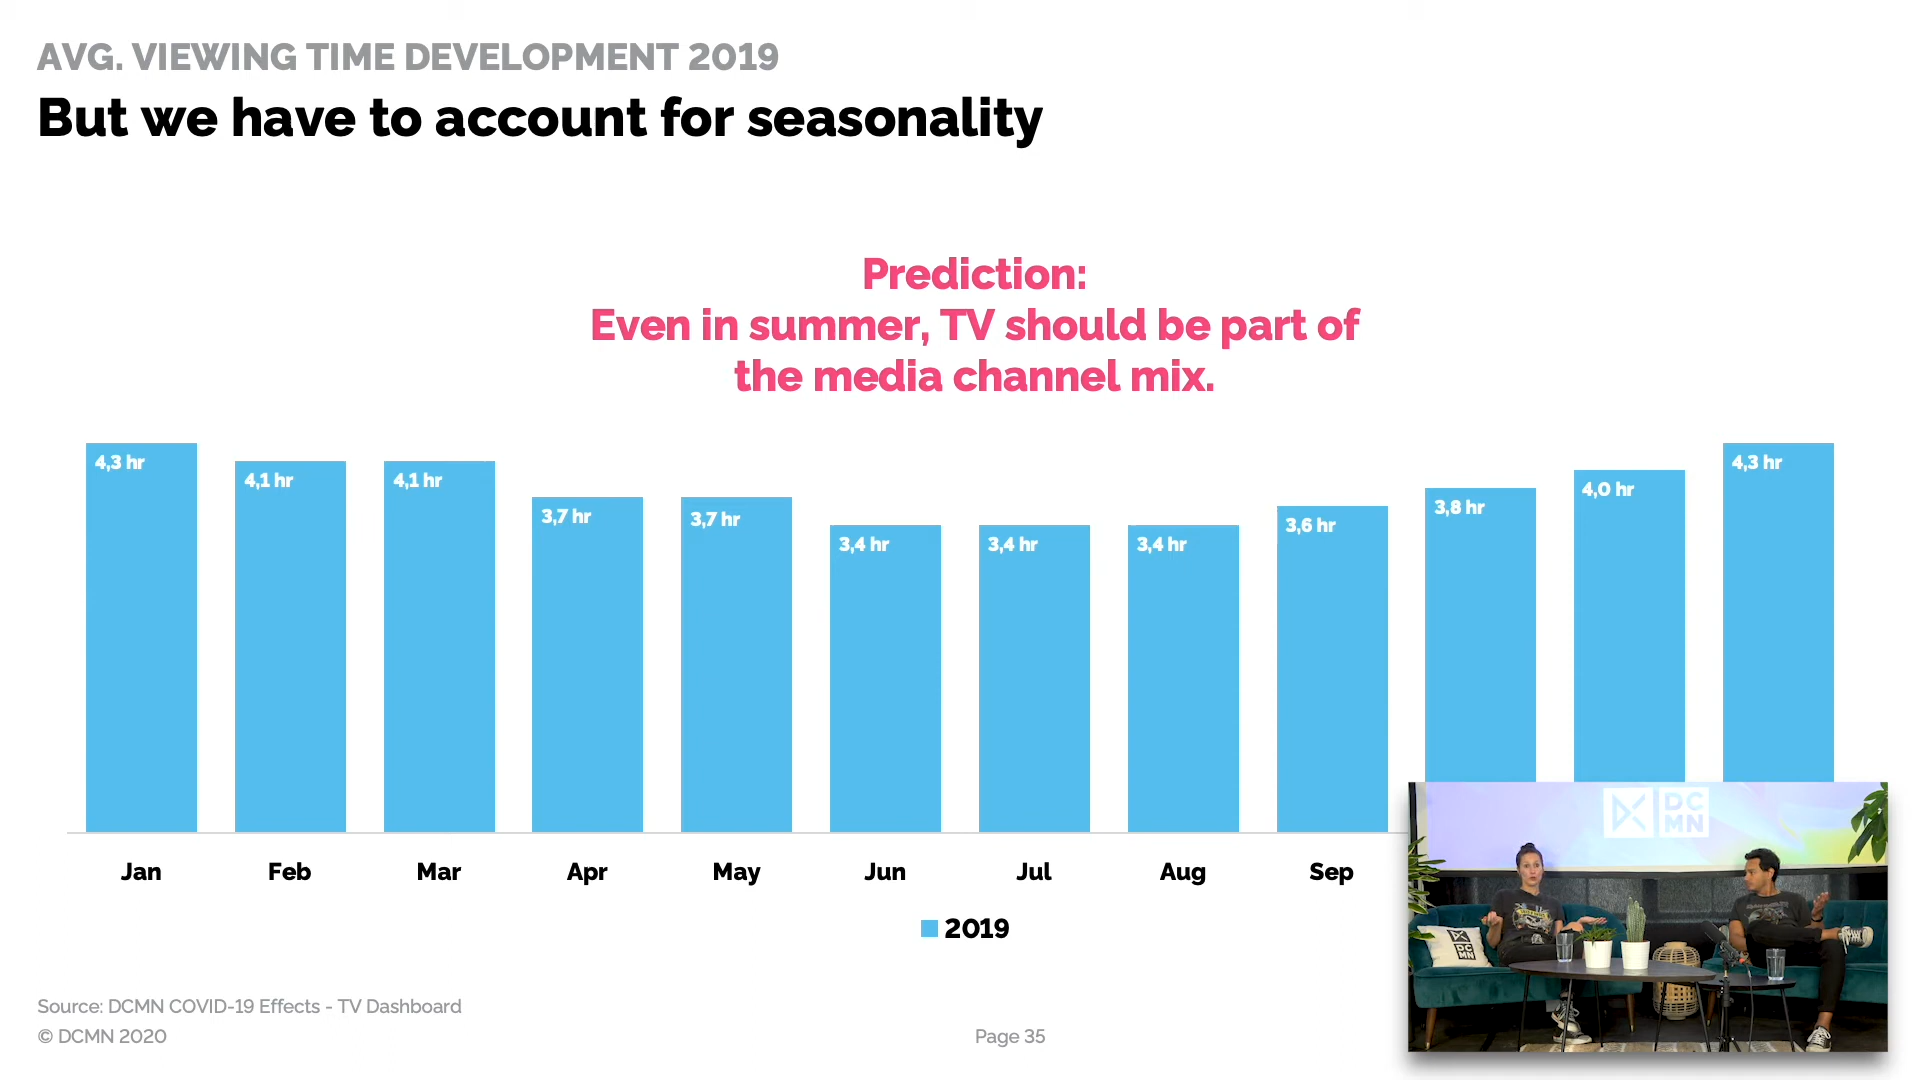 AVG. VIEWING TIME DEVELOPMENT 2019
But we have to account for seasonality
Prediction:
Even in summer, TV should be part of
the media channel mix.
4,3 hr
4,1 hr
4,1 hr
3,7 hr
3,7 hr
3,4 hr
3,4 hr
3,4 hr
3,6 hr
3,8 hr
4,0 hr
4,3 hr
Jan
Feb
Mar
Apr
May
Jun
Jul
Aug
Sep
2019
Source: DCMN COVID-19 Effects - TV Dashboard
© DCMN 2020
Page 35
DC
MN
DC
MN